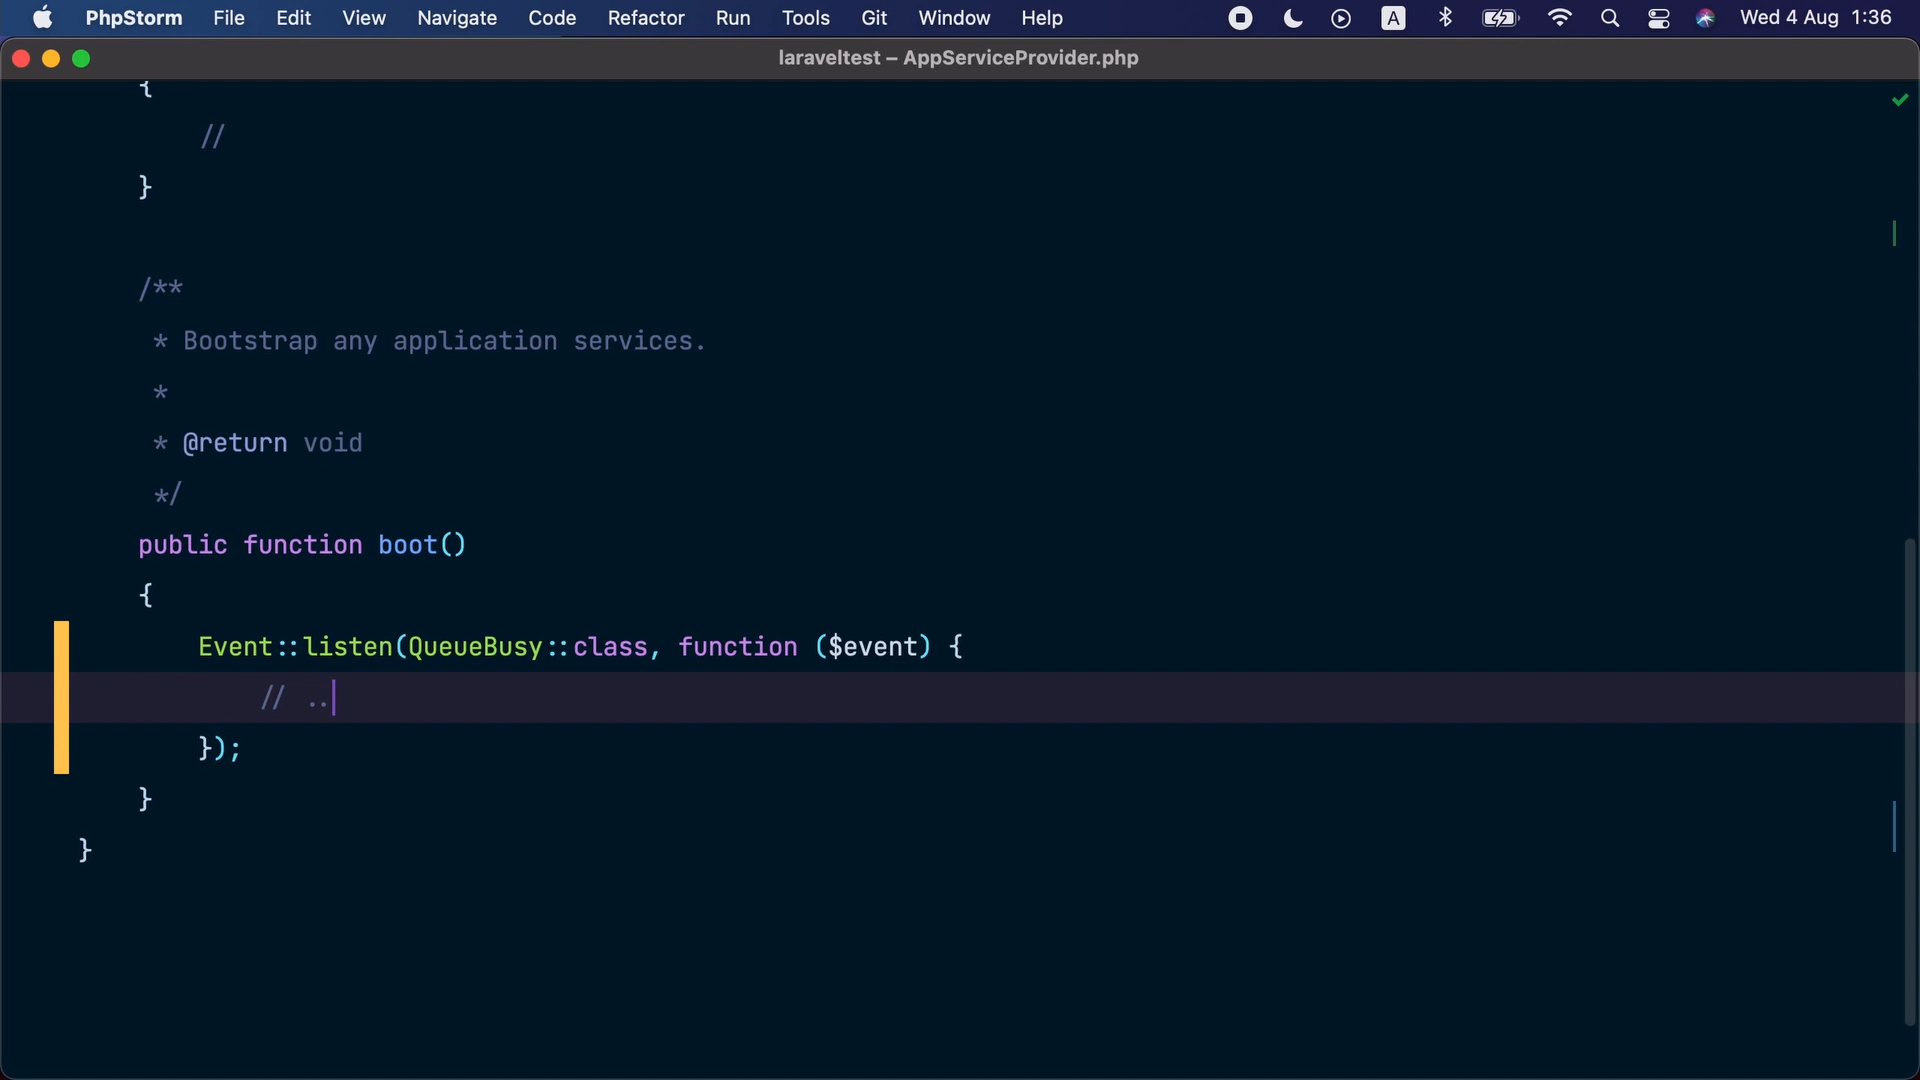 PhpStorm File Edit View Navigate Code Refactor Run Tools Git Window Help A Wed 4 Aug 1:36
laraveltest – AppServiceProvider.php
{
//
}
/**
* Bootstrap any application services.
*
* @return void
*/
public function boot()
{
Event::listen(QueueBusy::class, function ($event) {
// ..
});
}
}